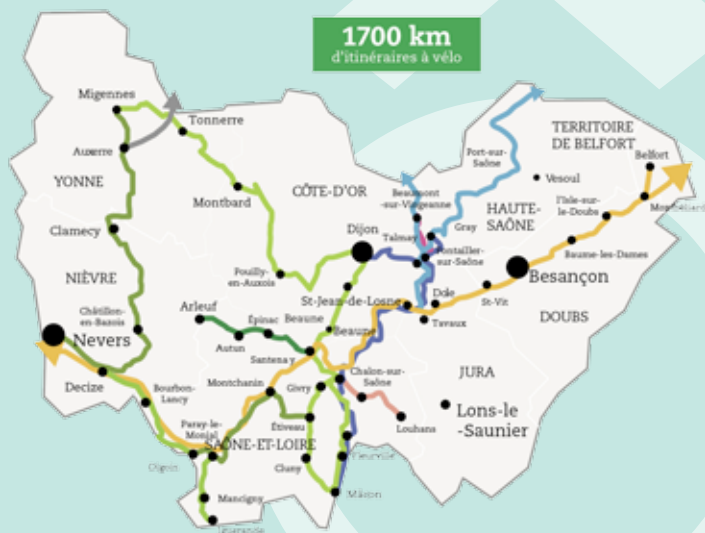 1700 km
d'itinéraires à vélo
Migennes
Tonnerre
TERRITOIRE
DE BELFORT
Auxerre
Port-sur-
Saône
Belfort
YONNE
CÔTE-D'OR
Vesoul
Montbard
Beaumont
-sur-Vingeanne
HAUTE-
SAÔNE
l'Isle-sur-
le-Doubs
Clamecy
Dijon
Talmay
Gray
Baume-les-Dames
Pontailler-
sur-Saône
NIÈVRE
Pouilly-
en-Auxois
Besançon
St-Jean-de-Losne
Dole
St-Vit
Châtillon-
en-Bazois
Arleuf
Épinac
Beaune
Beaune
Tavaux
DOUBS
Nevers
Autun
Santenay
Decize
Bourbon-
Lancy
Montchanin
Givry
Chalon-sur-
Saône
JURA
Lons-le
-Saunier
Paray-le-
Monial
Étiveau
Louhans
SAÔNE-ET-LOIRE
Digoin
Cluny
Fleurville
Mâcon